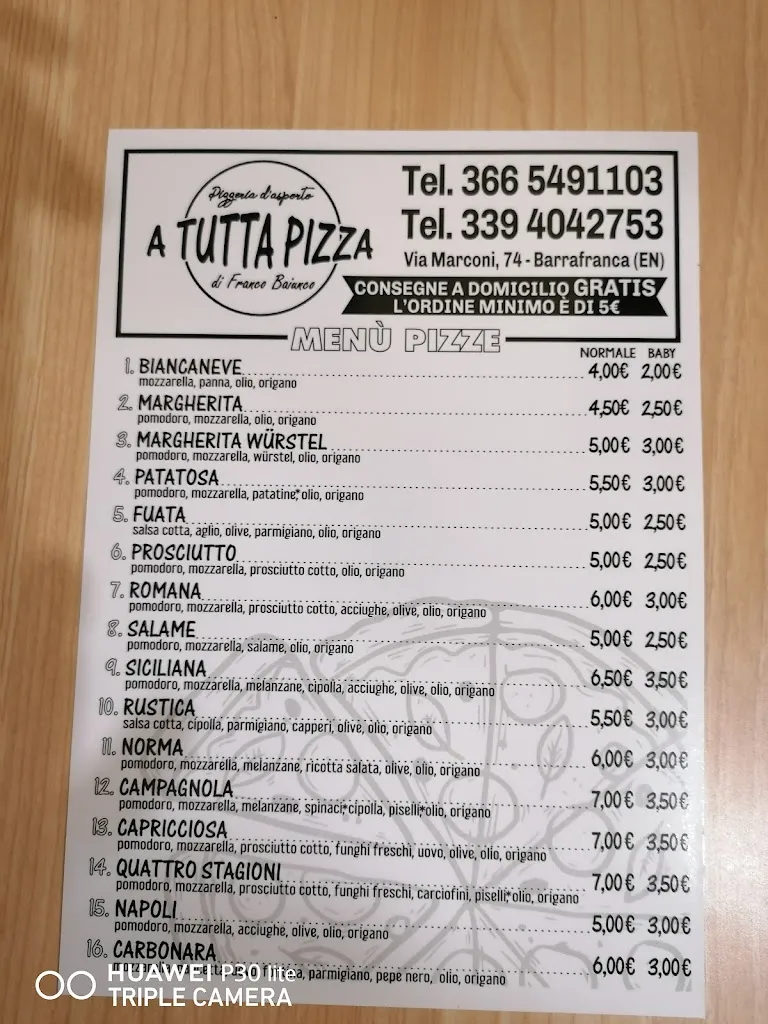 Pizzeria d'asporto
A TUTTA PIZZA
di Franco Baiunco
Tel. 366 5491103
Tel. 339 4042753
Via Marconi, 74 - Barrafranca (EN)
CONSEGNE A DOMICILIO GRATIS
L'ORDINE MINIMO È DI 5€
MENÙ PIZZE
NORMALE BABY
1. BIANCANEVE 4,00€ 2,00€
mozzarella, panna, olio, origano
2. MARGHERITA 4,50€ 2,50€
pomodoro, mozzarella, olio, origano
3. MARGHERITA WÜRSTEL 5,00€ 3,00€
pomodoro, mozzarella, würstel, olio, origano
4. PATATOSA 5,50€ 3,00€
pomodoro, mozzarella, patatine,* olio, origano
5. FUATA 5,00€ 2,50€
salsa cotta, aglio, olive, parmigiano, olio, origano
6. PROSCIUTTO 5,00€ 2,50€
pomodoro, mozzarella, prosciutto cotto, olio, origano
7. ROMANA 6,00€ 3,00€
pomodoro, mozzarella, prosciutto cotto, acciughe, olive, olio, origano
8. SALAME 5,00€ 2,50€
pomodoro, mozzarella, salame, olio, origano
9. SICILIANA 6,50€ 3,50€
pomodoro, mozzarella, melanzane, cipolla, acciughe, olive, olio, origano
10. RUSTICA 5,50€ 3,00€
salsa cotta, cipolla, parmigiano, capperi, olive, olio, origano
11. NORMA 6,00€ 3,00€
pomodoro, mozzarella, melanzane, ricotta salata, olive, olio, origano
12. CAMPAGNOLA 7,00€ 3,50€
pomodoro, mozzarella, melanzane, spinaci,* cipolla, piselli,* olio, origano
13. CAPRICCIOSA 7,00€ 3,50€
pomodoro, mozzarella, prosciutto cotto, funghi freschi, uovo, olive, olio, origano
14. QUATTRO STAGIONI 7,00€ 3,50€
pomodoro, mozzarella, prosciutto cotto, funghi freschi, carciofini, piselli,* olio, origano
15. NAPOLI 5,00€ 3,00€
pomodoro, mozzarella, acciughe, olive, olio, origano
16. CARBONARA 6,00€ 3,00€
parmigiano, pepe nero, olio, origano
HUAWEI P30 lite
TRIPLE CAMERA